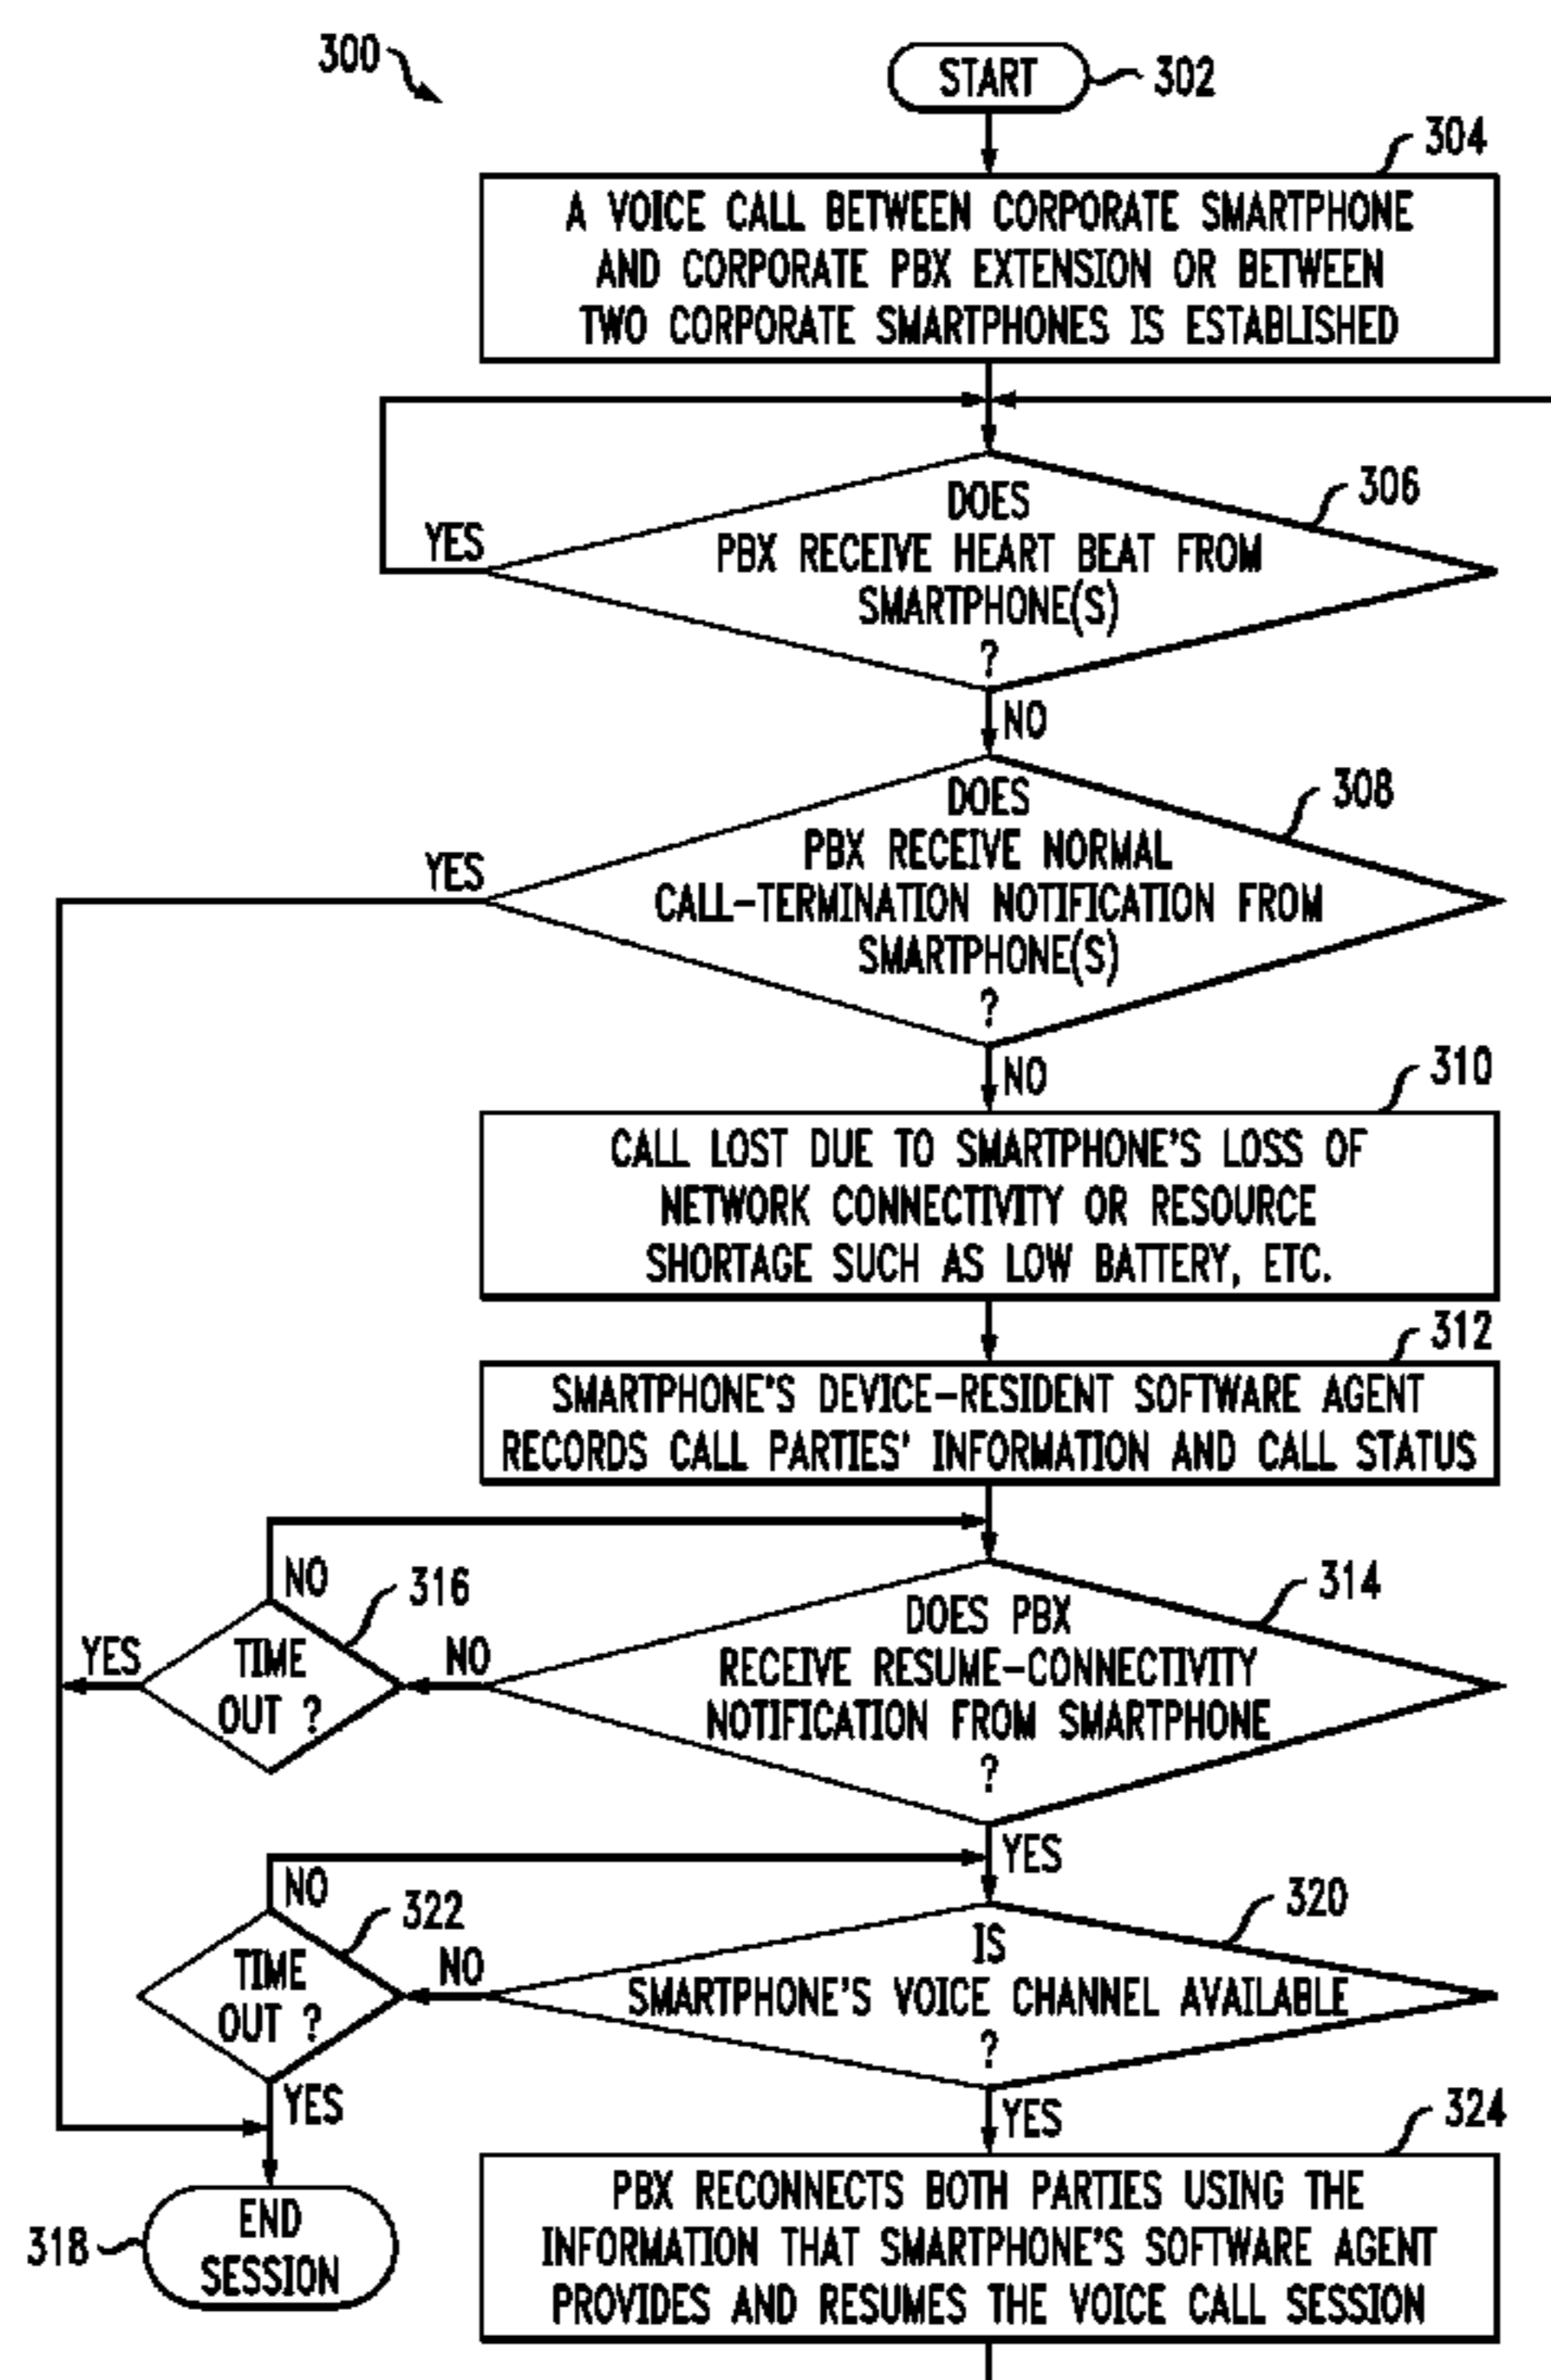 300
START
302
304
A VOICE CALL BETWEEN CORPORATE SMARTPHONE
AND CORPORATE PBX EXTENSION OR BETWEEN
TWO CORPORATE SMARTPHONES IS ESTABLISHED
306
DOES
PBX RECEIVE HEART BEAT FROM
SMARTPHONE(S)
?
YES
NO
308
DOES
PBX RECEIVE NORMAL
CALL-TERMINATION NOTIFICATION FROM
SMARTPHONE(S)
?
YES
NO
310
CALL LOST DUE TO SMARTPHONE'S LOSS OF
NETWORK CONNECTIVITY OR RESOURCE
SHORTAGE SUCH AS LOW BATTERY, ETC.
312
SMARTPHONE'S DEVICE-RESIDENT SOFTWARE AGENT
RECORDS CALL PARTIES' INFORMATION AND CALL STATUS
314
DOES PBX
RECEIVE RESUME-CONNECTIVITY
NOTIFICATION FROM SMARTPHONE
?
NO
316
TIME
OUT ?
NO
YES
YES
320
IS
SMARTPHONE'S VOICE CHANNEL AVAILABLE
?
NO
322
TIME
OUT ?
NO
YES
YES
318
END
SESSION
324
PBX RECONNECTS BOTH PARTIES USING THE
INFORMATION THAT SMARTPHONE'S SOFTWARE AGENT
PROVIDES AND RESUMES THE VOICE CALL SESSION